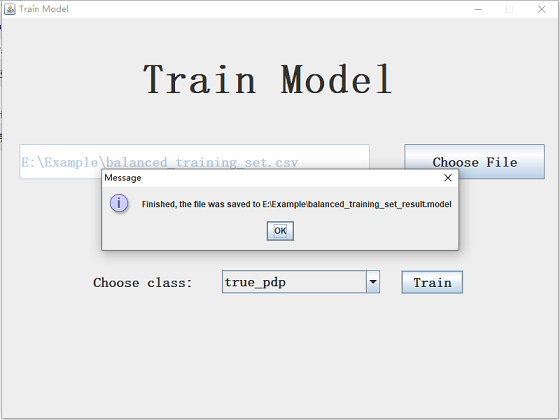 Train Model
Train Model
E:\Example\balanced_training_set.csv
Choose File
Message
Finished, the file was saved to E:\Example\balanced_training_set_result.model
OK
Choose class:
true_pdp
Train